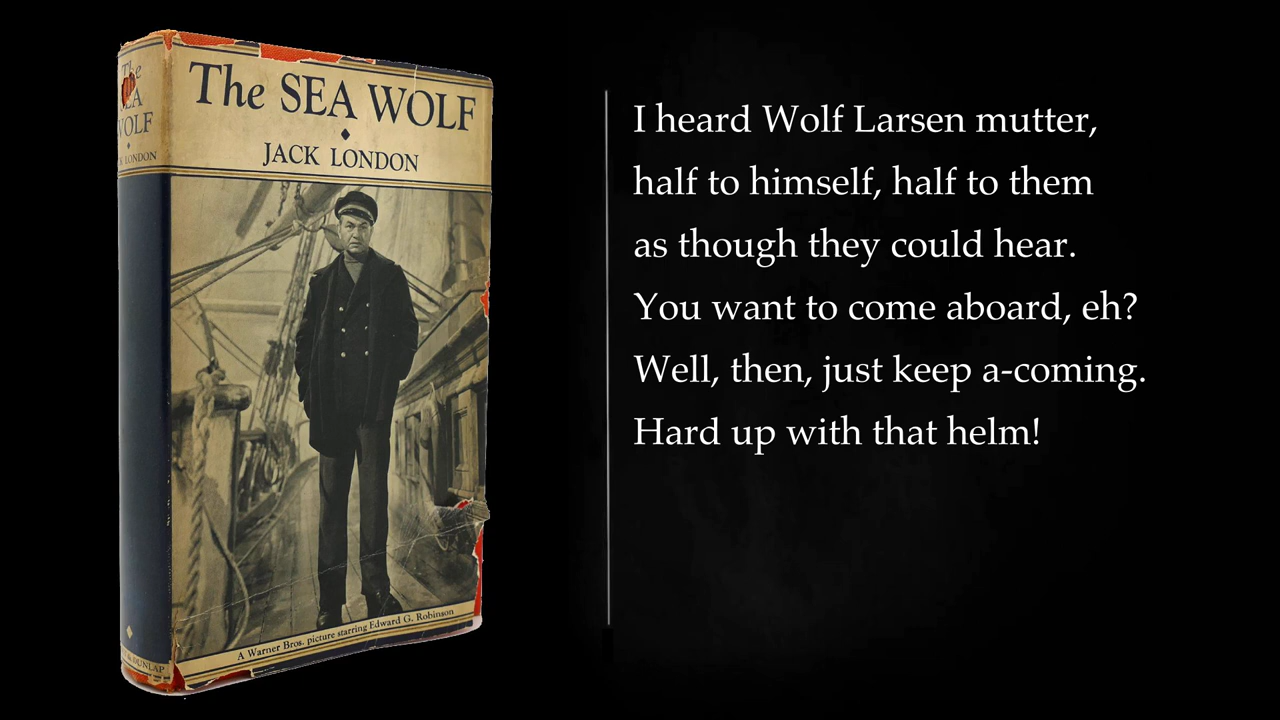 The SEA WOLF
JACK LONDON
A Warner Bros. picture starring Edward G. Robinson
The
SEA
WOLF
LONDON
DUNLAP
I heard Wolf Larsen mutter,
half to himself, half to them
as though they could hear.
You want to come aboard, eh?
Well, then, just keep a-coming.
Hard up with that helm!